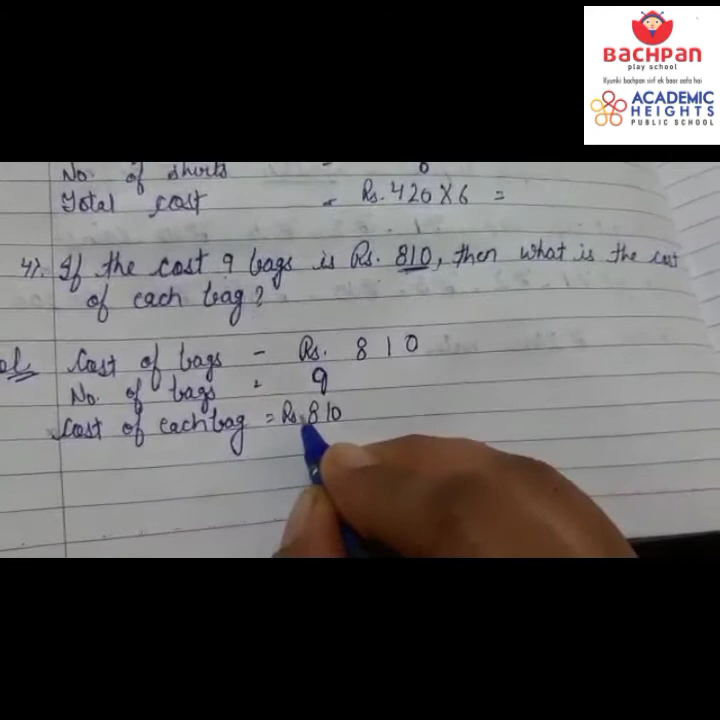 BACHPAN
play school
Kyunki bachpan sirf ek baar aata hai
ACADEMIC
HEIGHTS
PUBLIC SCHOOL
No. of shorts - 6
Total cost = Rs. 420 X 6 =
4). If the cost 9 bags is Rs. 810, then what is the cost
of each bag?
Sol. Cost of bags - Rs. 810
No. of bags - 9
Cost of each bag = Rs. 810